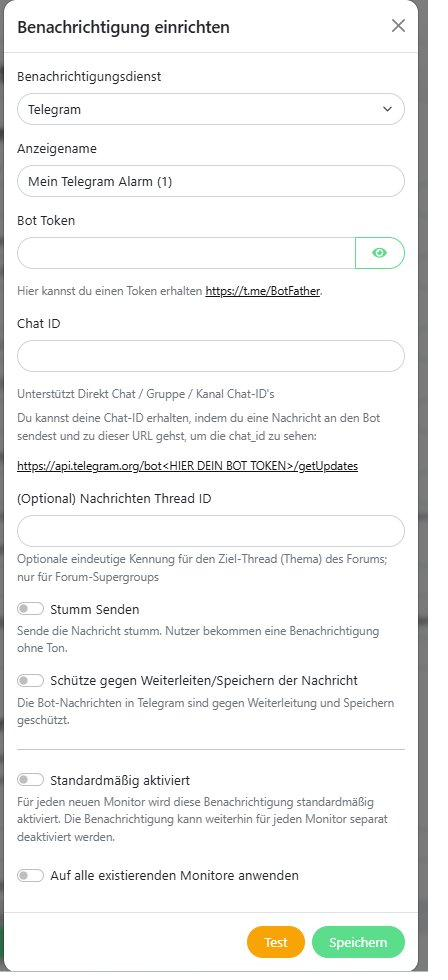 Benachrichtigung einrichten
Benachrichtigungsdienst
Telegram
Anzeigename
Mein Telegram Alarm (1)
Bot Token
Hier kannst du einen Token erhalten https://t.me/BotFather.
Chat ID
Unterstützt Direkt Chat / Gruppe / Kanal Chat-ID's
Du kannst deine Chat-ID erhalten, indem du eine Nachricht an den Bot
sendest und zu dieser URL gehst, um die chat_id zu sehen:
https://api.telegram.org/bot<HIER DEIN BOT TOKEN>/getUpdates
(Optional) Nachrichten Thread ID
Optionale eindeutige Kennung für den Ziel-Thread (Thema) des Forums;
nur für Forum-Supergroups
Stumm Senden
Sende die Nachricht stumm. Nutzer bekommen eine Benachrichtigung
ohne Ton.
Schütze gegen Weiterleiten/Speichern der Nachricht
Die Bot-Nachrichten in Telegram sind gegen Weiterleitung und Speichern
geschützt.
Standardmäßig aktiviert
Für jeden neuen Monitor wird diese Benachrichtigung standardmäßig
aktiviert. Die Benachrichtigung kann weiterhin für jeden Monitor separat
deaktiviert werden.
Auf alle existierenden Monitore anwenden
Test
Speichern